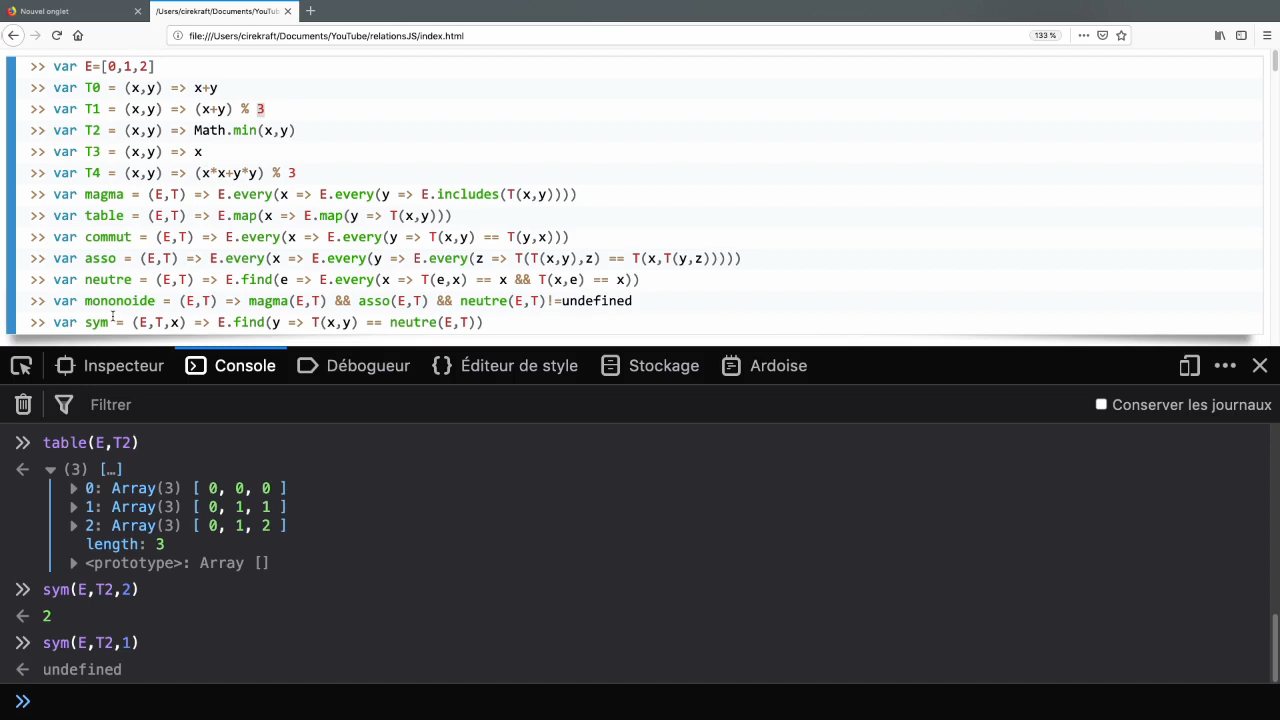 Nouvel onglet
/Users/cirekraft/Documents/YouTub
file:///Users/cirekraft/Documents/YouTube/relationsJS/index.html
133 %
>> var E=[0,1,2]
>> var T0 = (x,y) => x+y
>> var T1 = (x,y) => (x+y) % 3
>> var T2 = (x,y) => Math.min(x,y)
>> var T3 = (x,y) => x
>> var T4 = (x,y) => (x*x+y*y) % 3
>> var magma = (E,T) => E.every(x => E.every(y => E.includes(T(x,y))))
>> var table = (E,T) => E.map(x => E.map(y => T(x,y)))
>> var commut = (E,T) => E.every(x => E.every(y => T(x,y) == T(y,x)))
>> var asso = (E,T) => E.every(x => E.every(y => E.every(z => T(T(x,y),z) == T(x,T(y,z)))))
>> var neutre = (E,T) => E.find(e => E.every(x => T(e,x) == x && T(x,e) == x))
>> var mononoide = (E,T) => magma(E,T) && asso(E,T) && neutre(E,T)!=undefined
>> var sym = (E,T,x) => E.find(y => T(x,y) == neutre(E,T))
Inspecteur Console Débogueur {} Éditeur de style Stockage Ardoise
Filtrer Conserver les journaux
>> table(E,T2)
(3) […]
0: Array(3) [ 0, 0, 0 ]
1: Array(3) [ 0, 1, 1 ]
2: Array(3) [ 0, 1, 2 ]
length: 3
<prototype>: Array []
>> sym(E,T2,2)
2
>> sym(E,T2,1)
undefined
>>